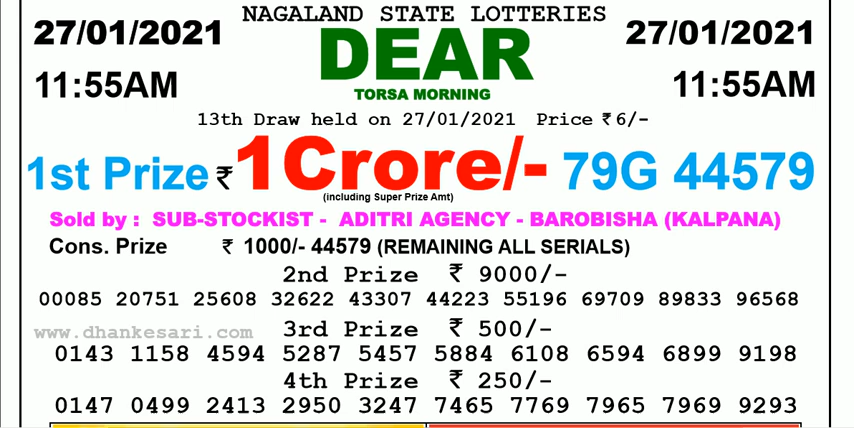 NAGALAND STATE LOTTERIES
27/01/2021 DEAR 27/01/2021
11:55AM TORSA MORNING 11:55AM
13th Draw held on 27/01/2021 Price ₹ 6/-
1st Prize ₹ 1Crore/- 79G 44579
(including Super Prize Amt)
Sold by : SUB-STOCKIST - ADITRI AGENCY - BAROBISHA (KALPANA)
Cons. Prize ₹ 1000/- 44579 (REMAINING ALL SERIALS)
2nd Prize ₹ 9000/-
00085 20751 25608 32622 43307 44223 55196 69709 89833 96568
www.dhankesari.com 3rd Prize ₹ 500/-
0143 1158 4594 5287 5457 5884 6108 6594 6899 9198
4th Prize ₹ 250/-
0147 0499 2413 2950 3247 7465 7769 7965 7969 9293